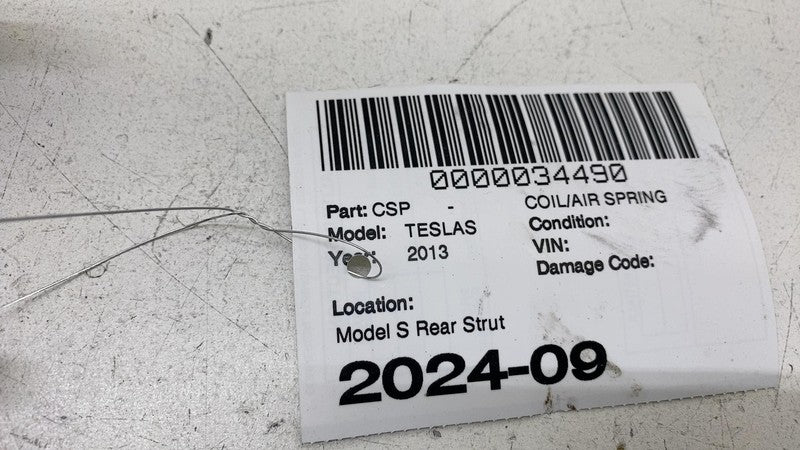 0000034490
Part: CSP - COIL/AIR SPRING
Model: TESLAS Condition:
Year: 2013 VIN:
Damage Code:
Location:
Model S Rear Strut
2024-09